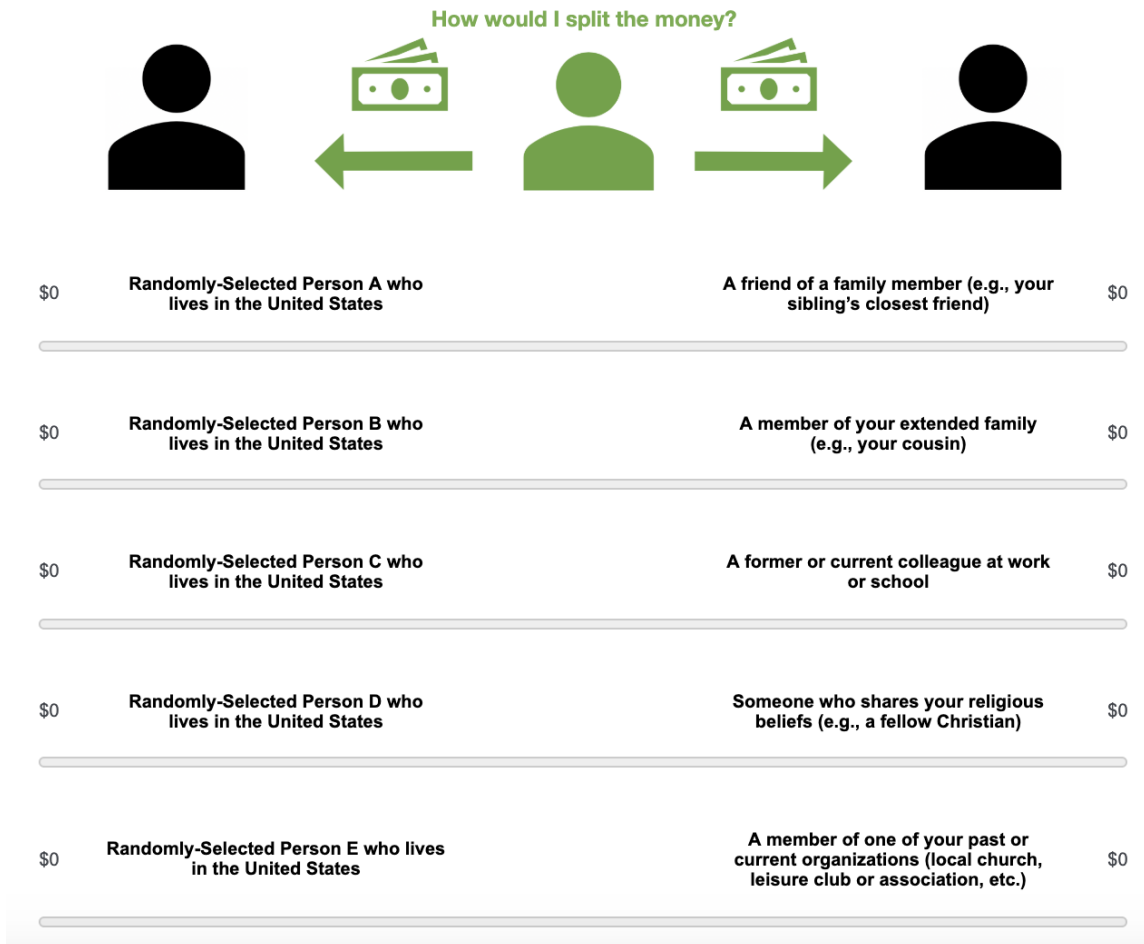 How would I split the money?
$0
Randomly-Selected Person A who
lives in the United States
A friend of a family member (e.g., your
sibling’s closest friend)
$0
$0
Randomly-Selected Person B who
lives in the United States
A member of your extended family
(e.g., your cousin)
$0
$0
Randomly-Selected Person C who
lives in the United States
A former or current colleague at work
or school
$0
$0
Randomly-Selected Person D who
lives in the United States
Someone who shares your religious
beliefs (e.g., a fellow Christian)
$0
$0
Randomly-Selected Person E who lives
in the United States
A member of one of your past or
current organizations (local church,
leisure club or association, etc.)
$0